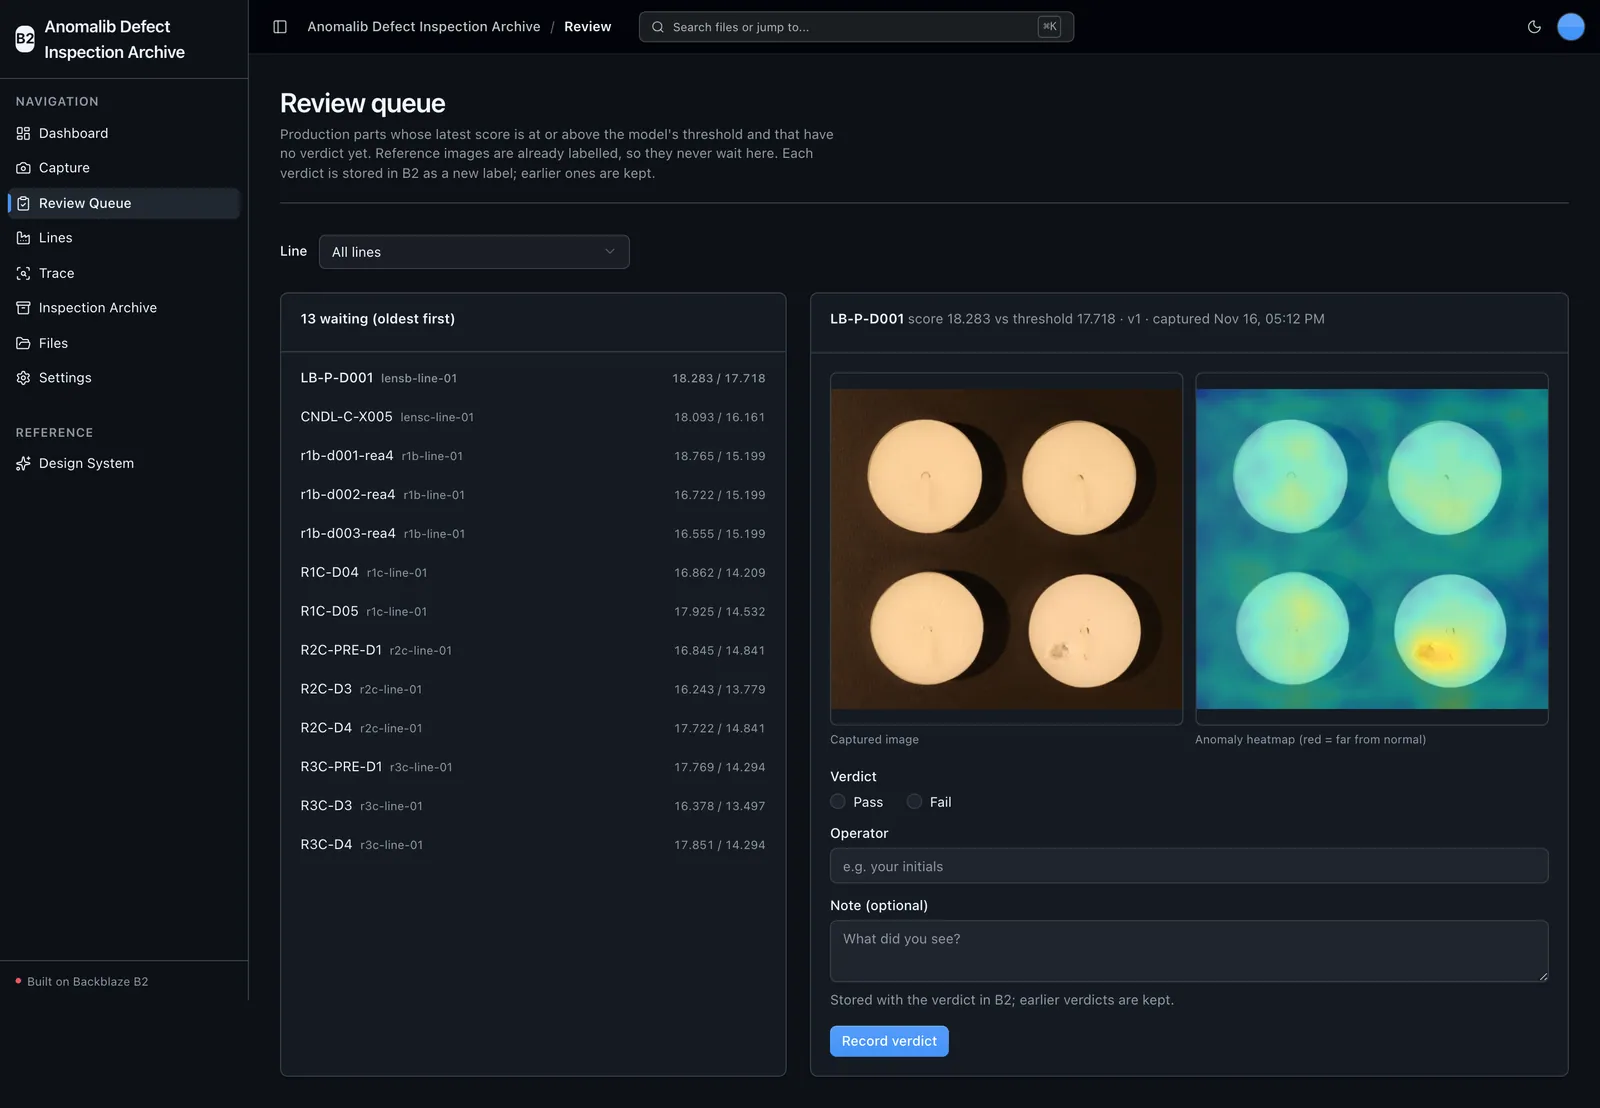 B2
Anomalib Defect
Inspection Archive
NAVIGATION
Dashboard
Capture
Review Queue
Lines
Trace
Inspection Archive
Files
Settings
REFERENCE
Design System
Built on Backblaze B2
Anomalib Defect Inspection Archive / Review
Search files or jump to...
⌘K
Review queue
Production parts whose latest score is at or above the model's threshold and that have
no verdict yet. Reference images are already labelled, so they never wait here. Each
verdict is stored in B2 as a new label; earlier ones are kept.
Line
All lines
13 waiting (oldest first)
LB-P-D001 lensb-line-01 18.283 / 17.718
CNDL-C-X005 lensc-line-01 18.093 / 16.161
r1b-d001-rea4 r1b-line-01 18.765 / 15.199
r1b-d002-rea4 r1b-line-01 16.722 / 15.199
r1b-d003-rea4 r1b-line-01 16.555 / 15.199
R1C-D04 r1c-line-01 16.862 / 14.209
R1C-D05 r1c-line-01 17.925 / 14.532
R2C-PRE-D1 r2c-line-01 16.845 / 14.841
R2C-D3 r2c-line-01 16.243 / 13.779
R2C-D4 r2c-line-01 17.722 / 14.841
R3C-PRE-D1 r3c-line-01 17.769 / 14.294
R3C-D3 r3c-line-01 16.378 / 13.497
R3C-D4 r3c-line-01 17.851 / 14.294
LB-P-D001 score 18.283 vs threshold 17.718 · v1 · captured Nov 16, 05:12 PM
Captured image
Anomaly heatmap (red = far from normal)
Verdict
Pass
Fail
Operator
e.g. your initials
Note (optional)
What did you see?
Stored with the verdict in B2; earlier verdicts are kept.
Record verdict